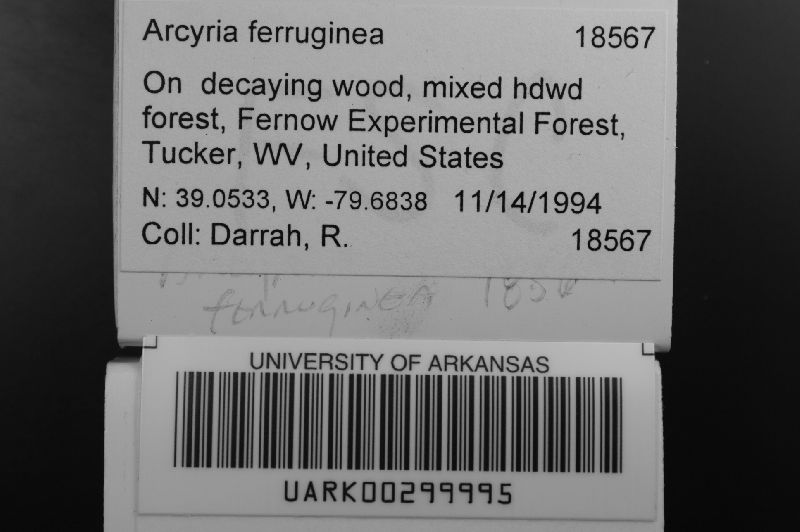 Arcyria ferruginea 18567
On decaying wood, mixed hdwd
forest, Fernow Experimental Forest,
Tucker, WV, United States
N: 39.0533, W: -79.6838 11/14/1994
Coll: Darrah, R. 18567
ferruginea
UNIVERSITY OF ARKANSAS
UARK00299995